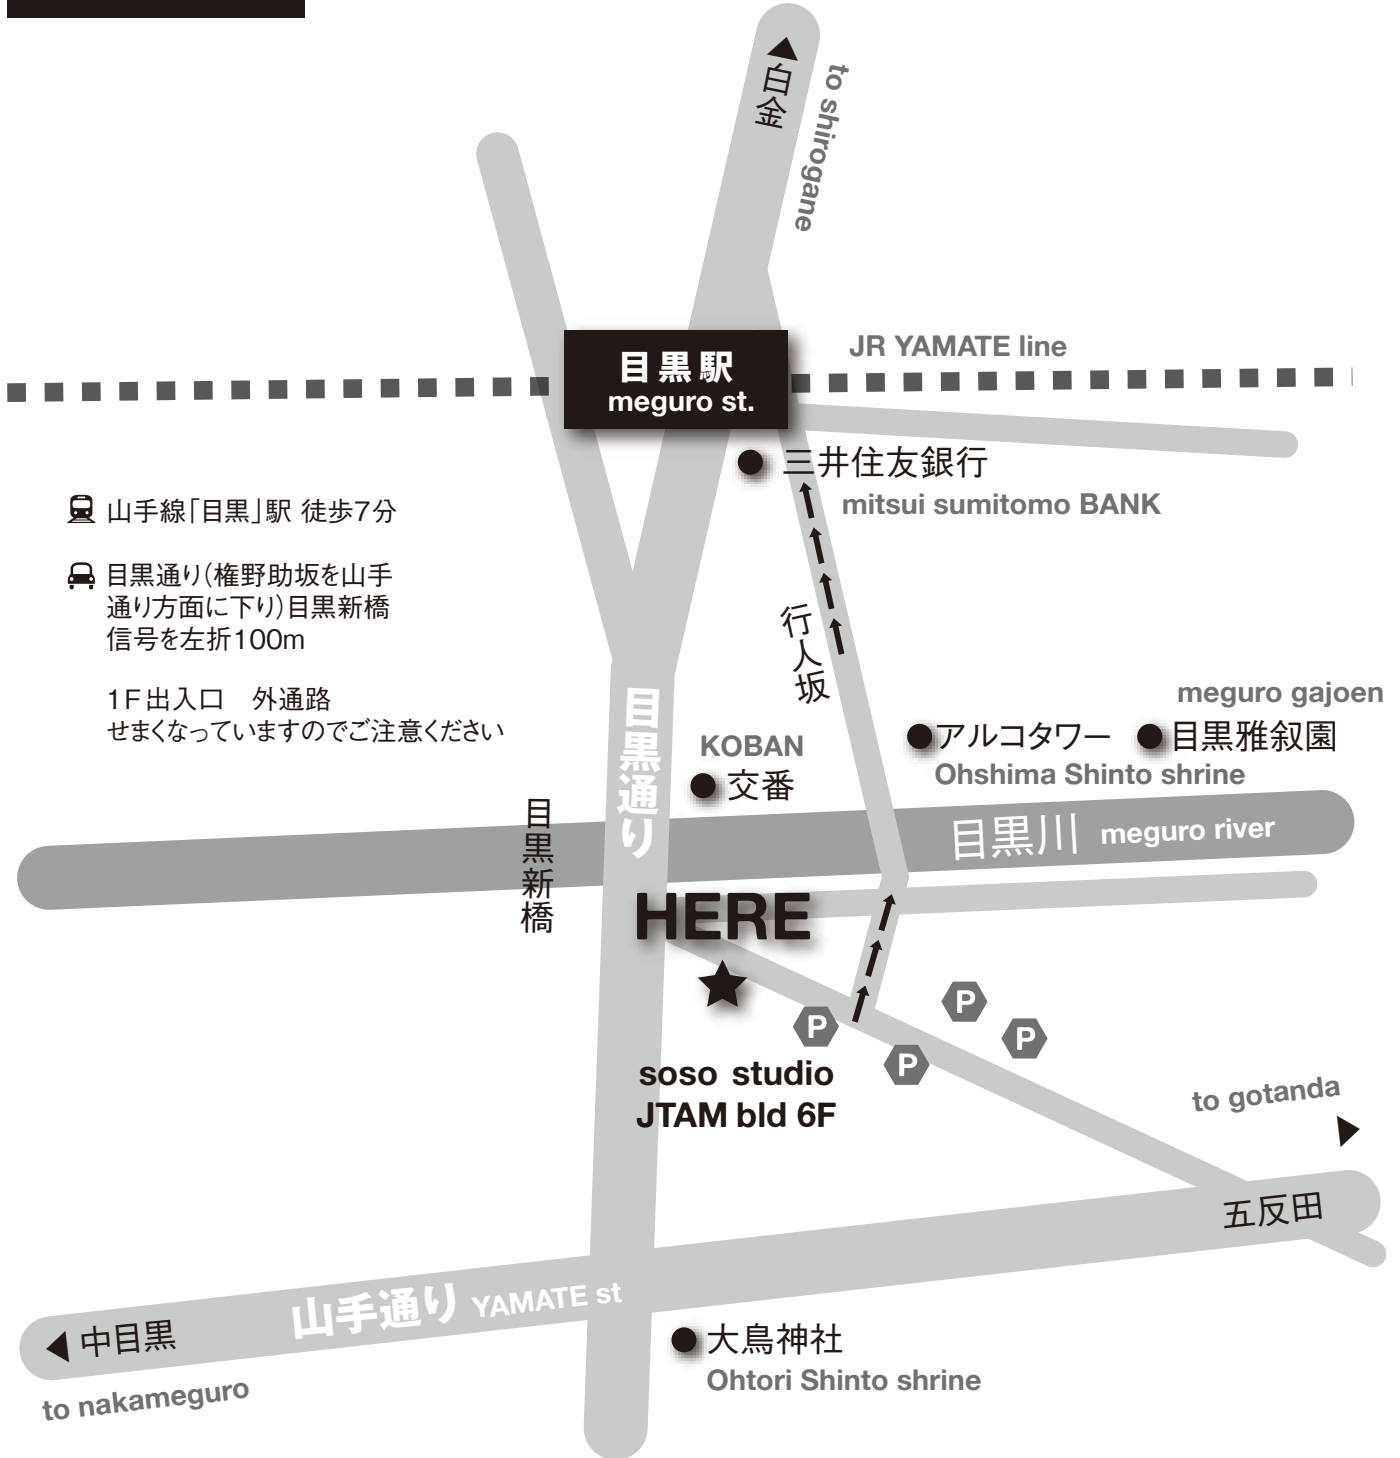 白金
to shirogane
JR YAMATE line
目黒駅
meguro st.
三井住友銀行
mitsui sumitomo BANK
山手線「目黒」駅 徒歩7分
目黒通り(権野助坂を山手
通り方面に下り)目黒新橋
信号を左折100m
1F出入口　外通路
せまくなっていますのでご注意ください
行人坂
meguro gajoen
目黒通り
KOBAN
交番
アルコタワー
目黒雅叙園
Ohshima Shinto shrine
目黒新橋
目黒川 meguro river
HERE
P
P
P
P
soso studio
JTAM bld 6F
to gotanda
五反田
山手通り YAMATE st
中目黒
to nakameguro
大鳥神社
Ohtori Shinto shrine